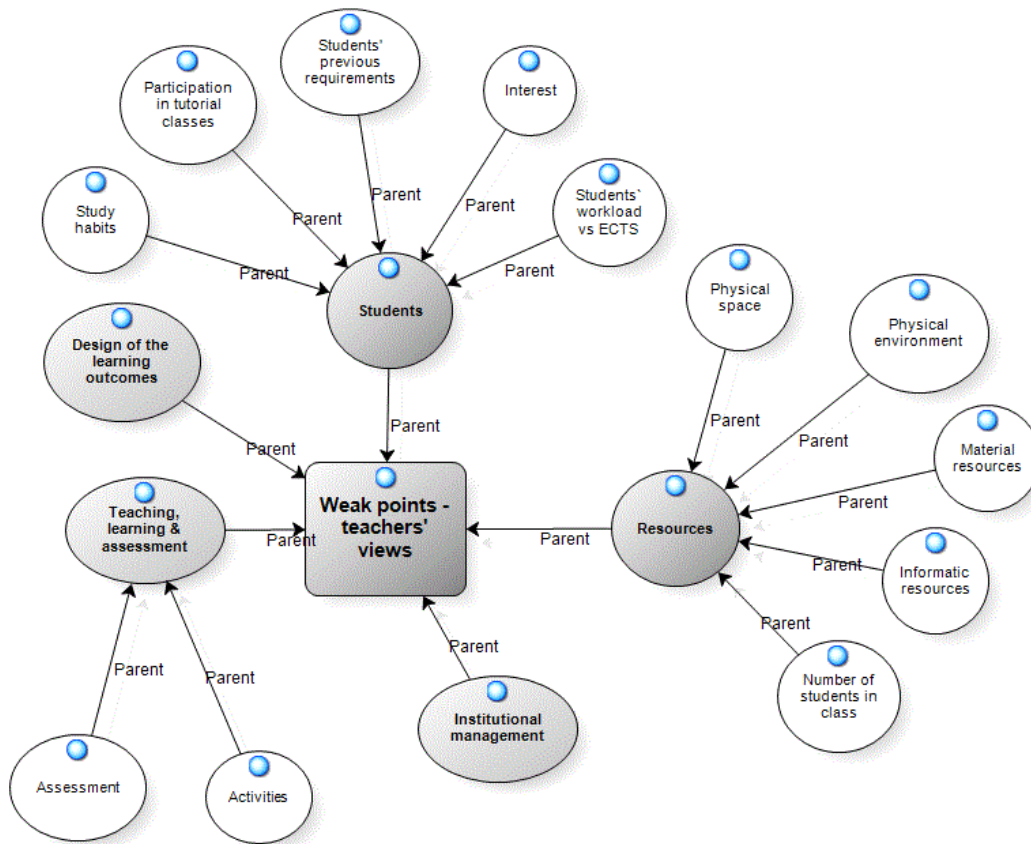 Students'
previous
requirements
Participation
in tutorial
classes
Interest
Study
habits
Students`
workload
vs ECTS
Parent
Parent
Parent
Parent
Parent
Students
Physical
space
Physical
environment
Design of the
learning
outcomes
Parent
Parent
Parent
Parent
Material
resources
Parent
Weak points -
teachers'
views
Teaching,
learning &
assessment
Parent
Parent
Resources
Parent
Informatic
resources
Parent
Parent
Parent
Parent
Number of
students in
class
Institutional
management
Assessment
Activities